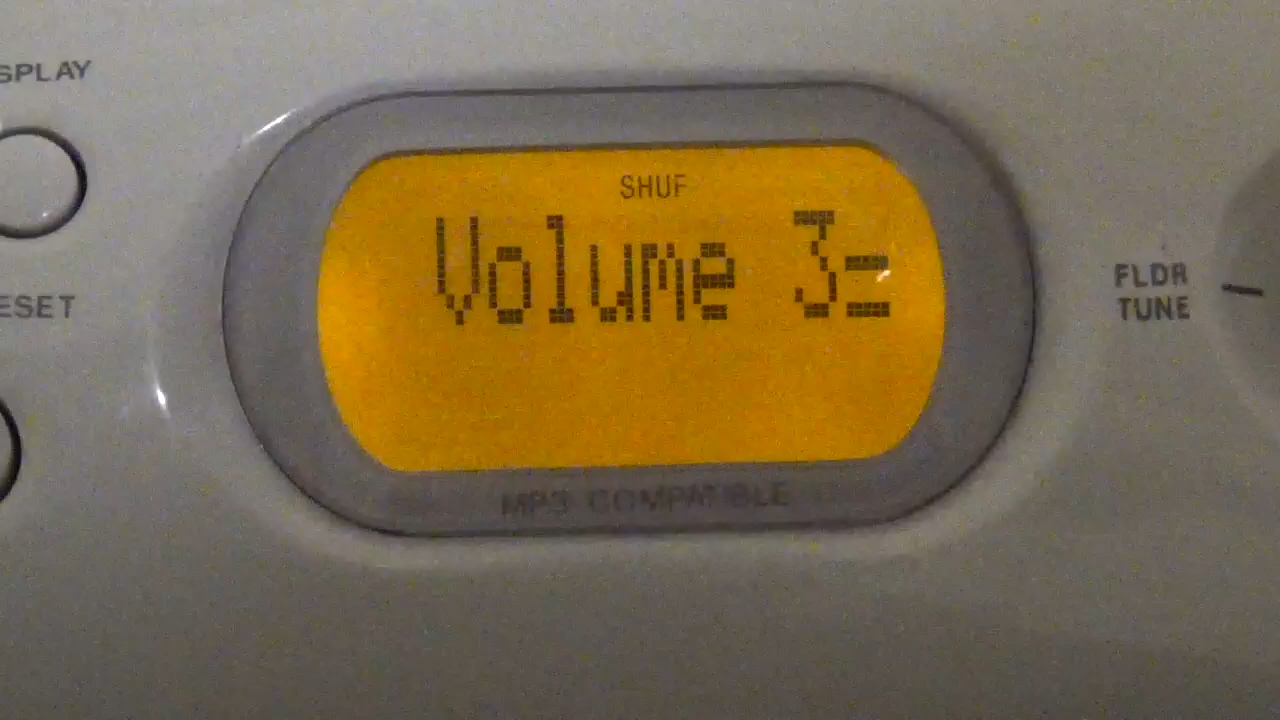 SPLAY
SHUF
Volume 3=
ESET
FLDR
TUNE
MP3 COMPATIBLE